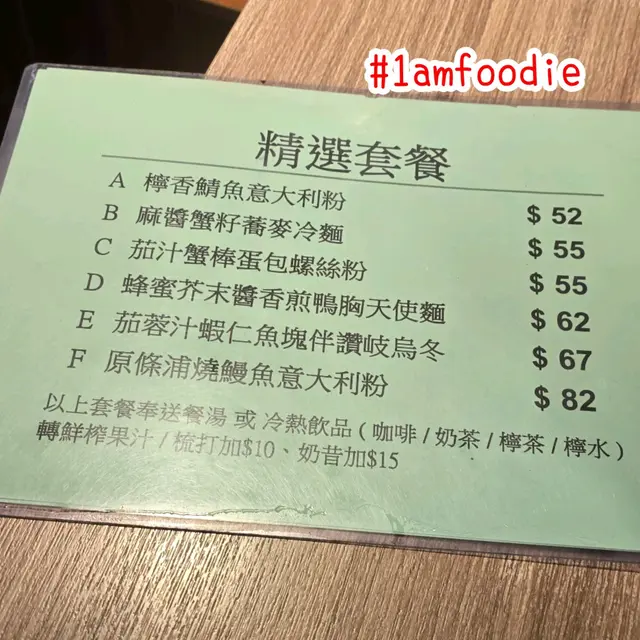 #1amfoodie
精選套餐
A 檸香鯖魚意大利粉 $ 52
B 麻醬蟹籽蕎麥冷麵 $ 55
C 茄汁蟹棒蛋包螺絲粉 $ 55
D 蜂蜜芥末醬香煎鴨胸天使麵 $ 62
E 茄蓉汁蝦仁魚塊伴讚岐烏冬 $ 67
F 原條浦燒鰻魚意大利粉 $ 82
以上套餐奉送餐湯 或 冷熱飲品 ( 咖啡 / 奶茶 / 檸茶 / 檸水 )
轉鮮榨果汁 / 梳打加$10、奶昔加$15